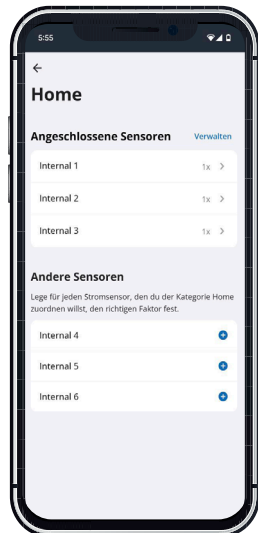 5:55
Home
Angeschlossene Sensoren Verwalten
Internal 1 1x
Internal 2 1x
Internal 3 1x
Andere Sensoren
Lege für jeden Stromsensor, den du der Kategorie Home
zuordnen willst, den richtigen Faktor fest.
Internal 4
Internal 5
Internal 6